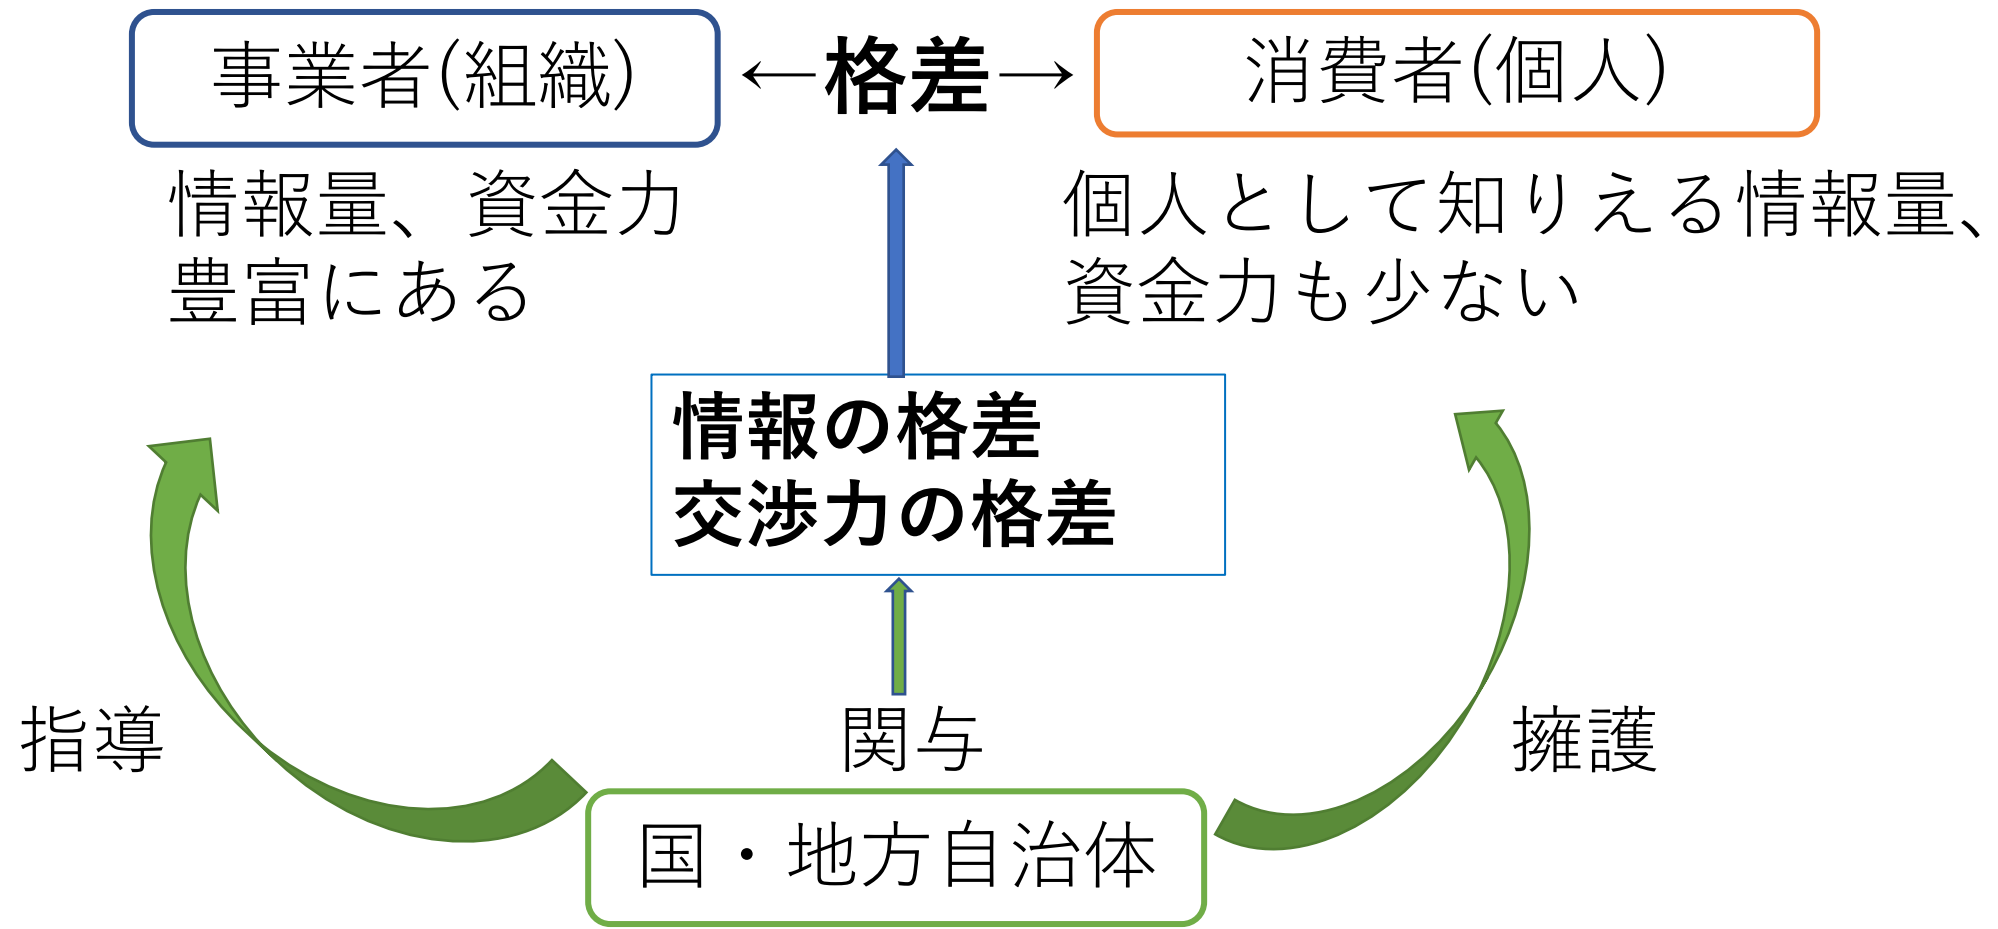 事業者(組織)
←格差→
消費者(個人)
情報量、資金力
豊富にある
個人として知りえる情報量、
資金力も少ない
情報の格差
交渉力の格差
指導
関与
擁護
国・地方自治体